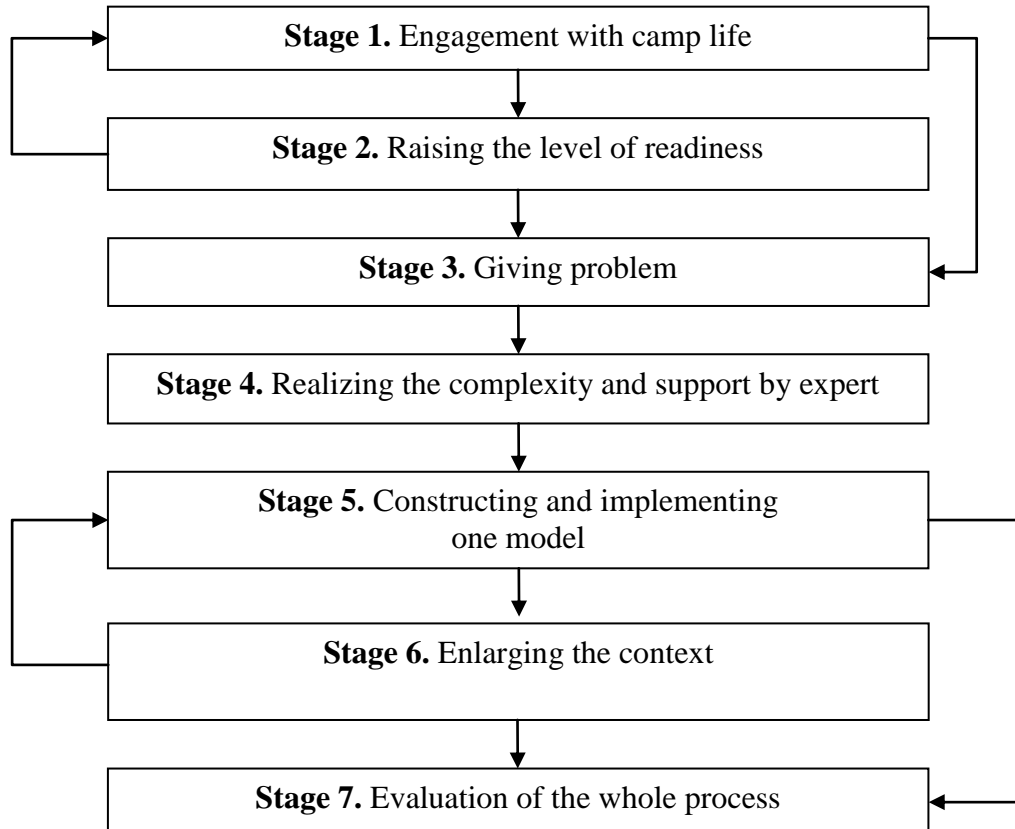 Stage 1. Engagement with camp life
Stage 2. Raising the level of readiness
Stage 3. Giving problem
Stage 4. Realizing the complexity and support by expert
Stage 5. Constructing and implementing
one model
Stage 6. Enlarging the context
Stage 7. Evaluation of the whole process